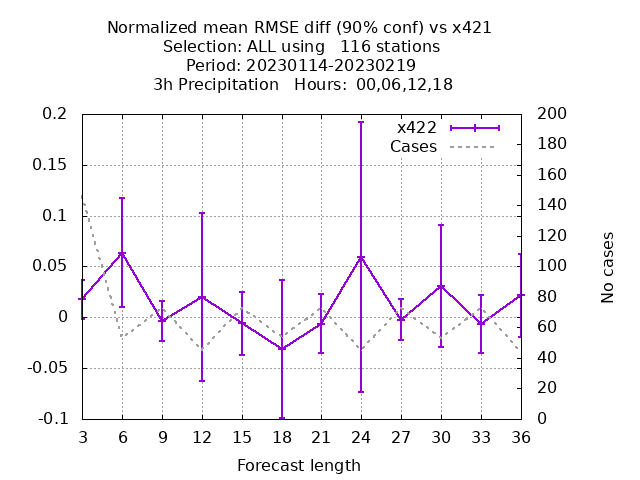 Normalized mean RMSE diff (90% conf) vs x421
Selection: ALL using   116 stations
Period: 20230114-20230219
3h Precipitation   Hours:  00,06,12,18
x422
Cases
0.2
0.15
0.1
0.05
0
-0.05
-0.1
200
180
160
140
120
100
80
60
40
20
0
No cases
3 6 9 12 15 18 21 24 27 30 33 36
Forecast length